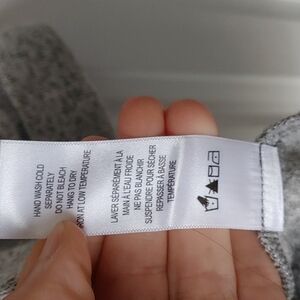 HAND WASH COLD
SEPARATELY
DO NOT BLEACH
HANG TO DRY
IRON AT LOW TEMPERATURE
LAVER SÉPARÉMENT À LA
MAIN À L'EAU FROIDE
NE PAS BLANCHIR
SUSPENDRE POUR SÉCHER
REPASSER À BASSE
TEMPÉRATURE